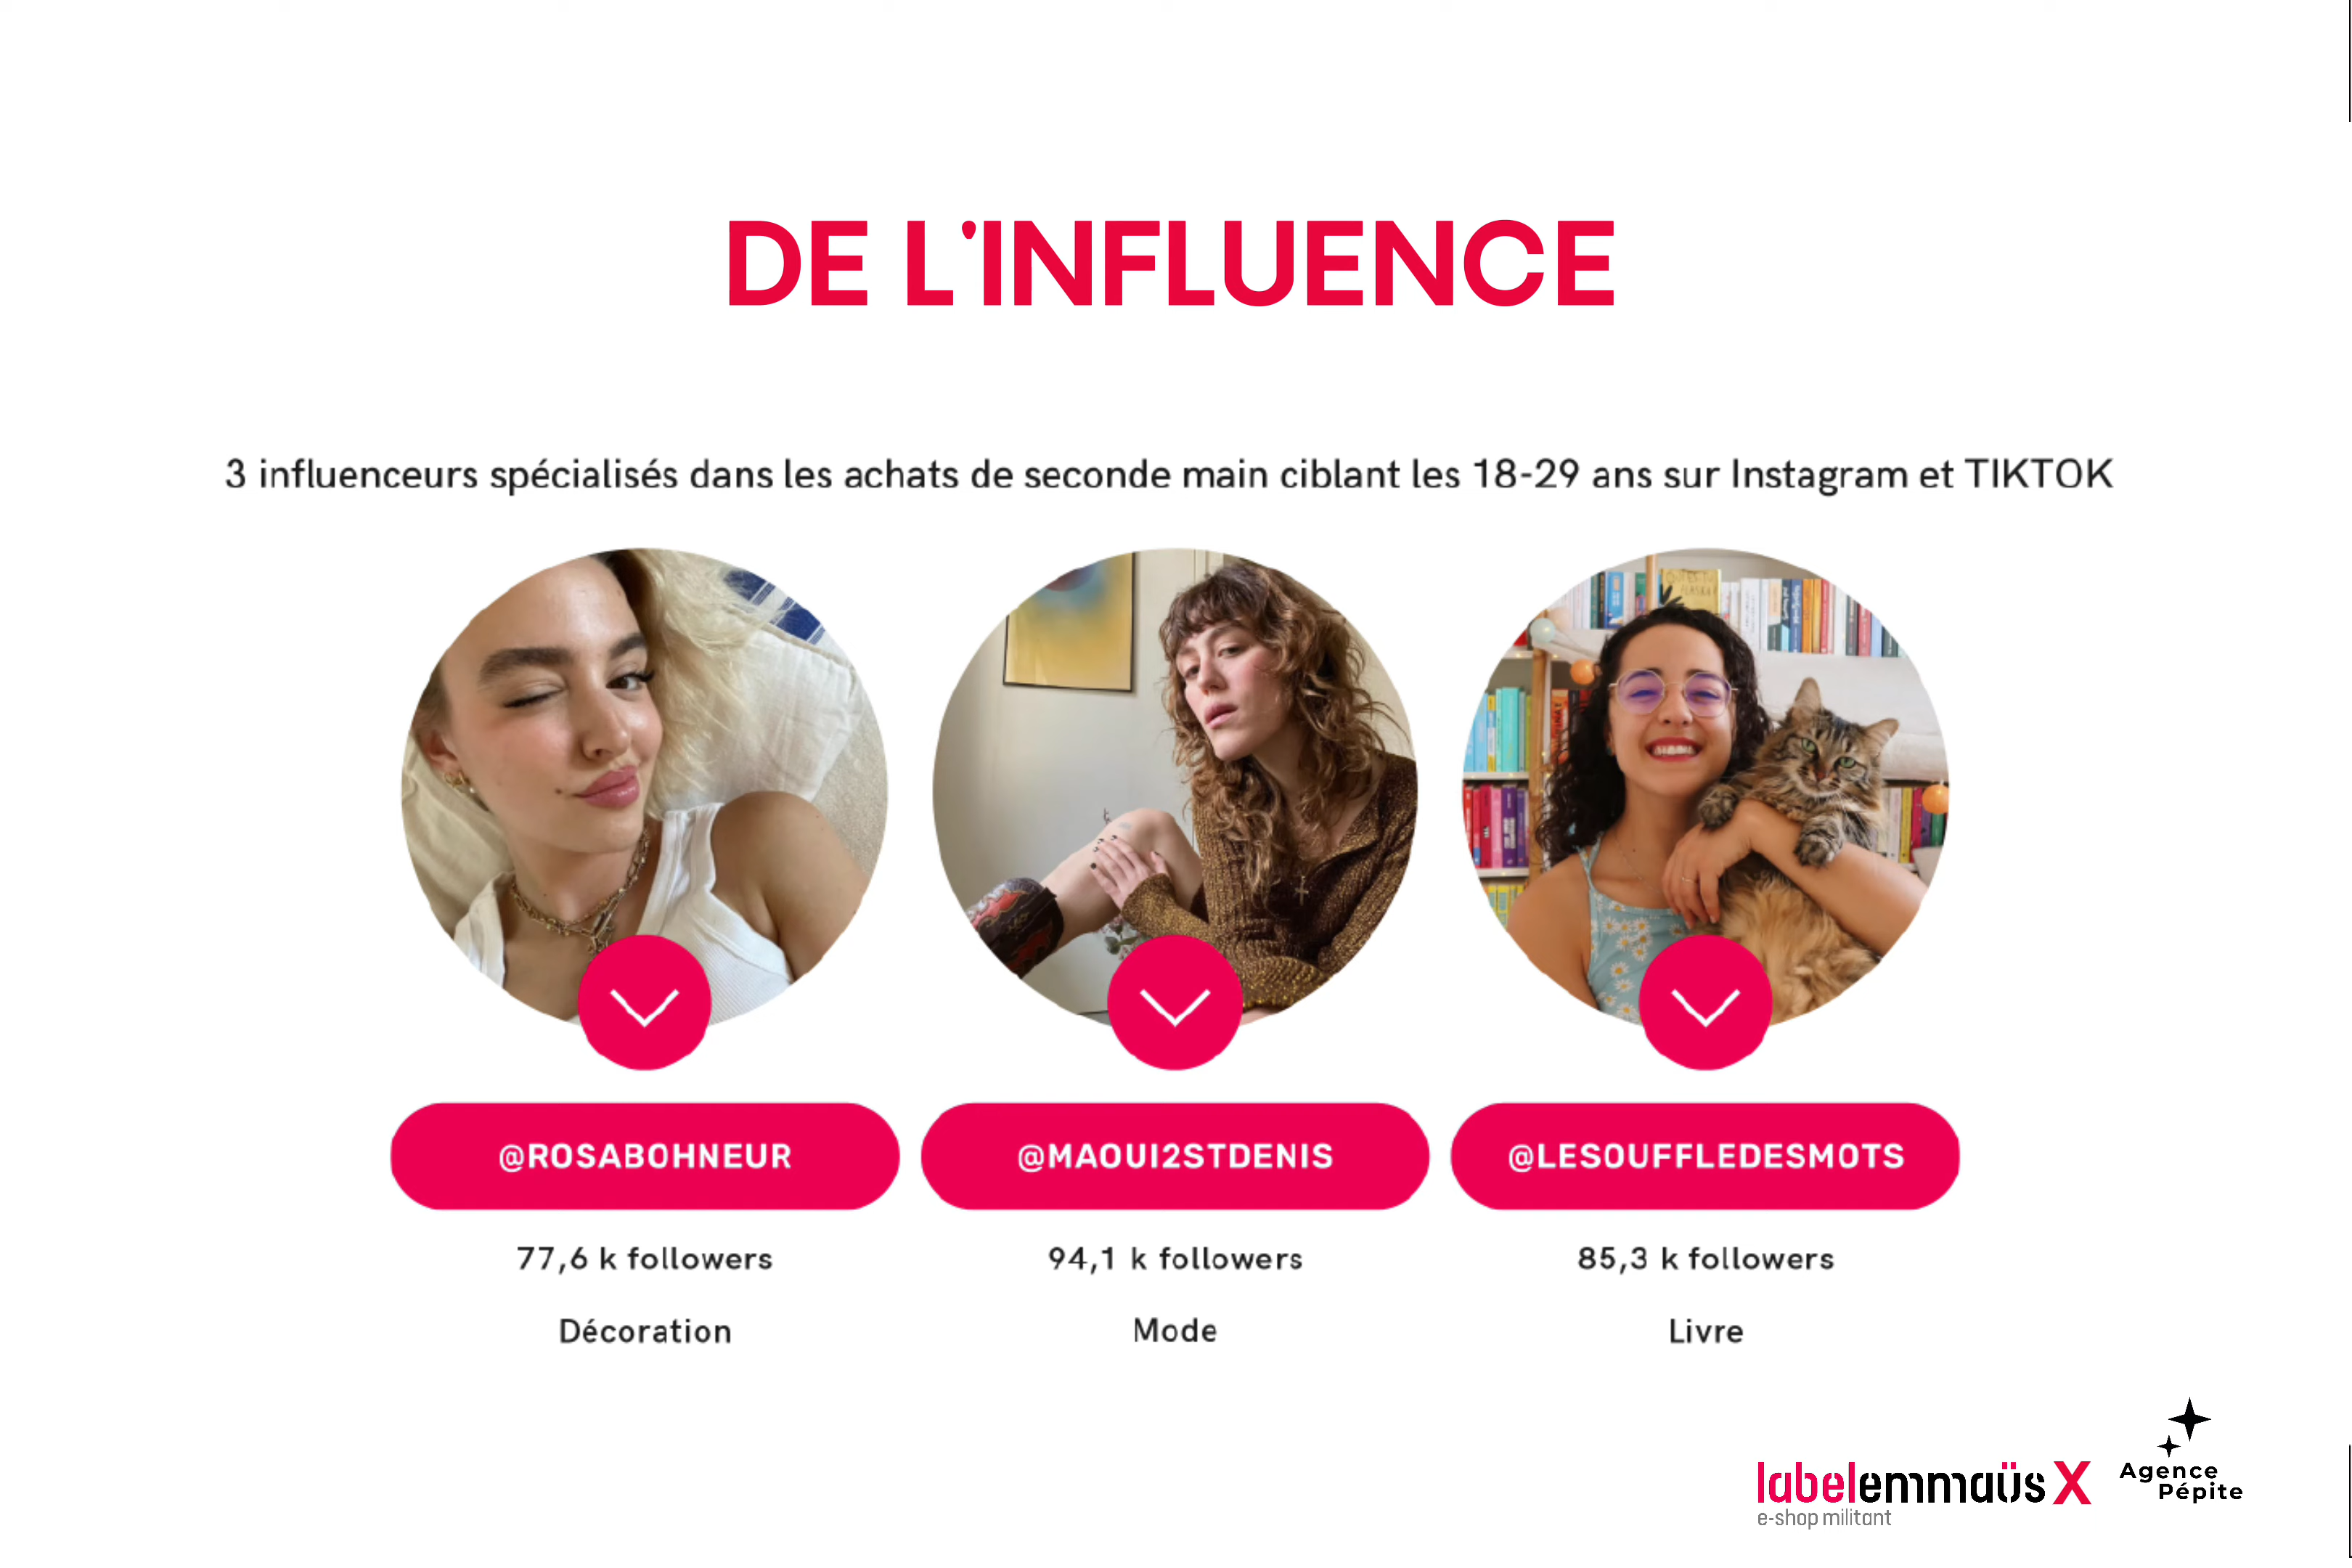 DE L'INFLUENCE
3 influenceurs spécialisés dans les achats de seconde main ciblant les 18-29 ans sur Instagram et TIKTOK
@ROSABOHNEUR
@MAOUI2STDENIS
@LESOUFFLEDESMOTS
77,6 k followers
94,1 k followers
85,3 k followers
Décoration
Mode
Livre
labelemmaüs X
e-shop militant
Agence
Pépite